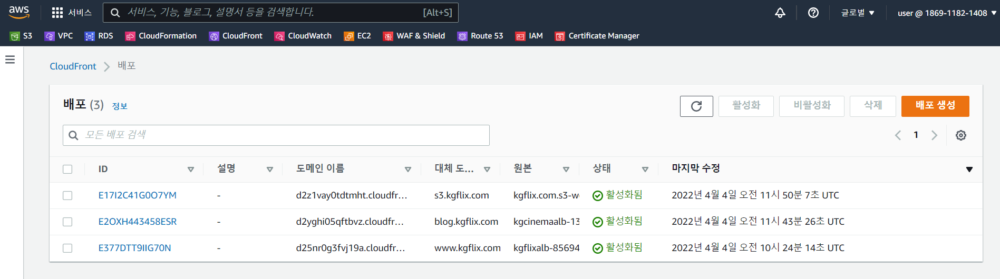 aws 서비스 서비스, 기능, 블로그, 설명서 등을 검색합니다. [Alt+S] 글로벌 ▼ user @ 1869-1182-1408 ▼
S3 VPC RDS CloudFormation CloudFront CloudWatch EC2 WAF & Shield Route 53 IAM Certificate Manager
CloudFront 배포
배포 (3) 정보 활성화 비활성화 삭제 배포 생성
모든 배포 검색 1
ID 설명 도메인 이름 대체 도... 원본 상태 마지막 수정
E17I2C41G0O7YM - d2z1vay0tdtmht.cloudfr... s3.kgflix.com kgflix.com.s3-w 활성화됨 2022년 4월 4일 오전 11시 50분 7초 UTC
E2OXH443458ESR - d2yghi05qftbvz.cloudfr... blog.kgflix.com kgcinemaalb-13 활성화됨 2022년 4월 4일 오전 11시 43분 26초 UTC
E377DTT9IIG70N - d25nr0g3fvj19a.cloudfr... www.kgflix.com kgflixalb-85694 활성화됨 2022년 4월 4일 오전 10시 24분 14초 UTC